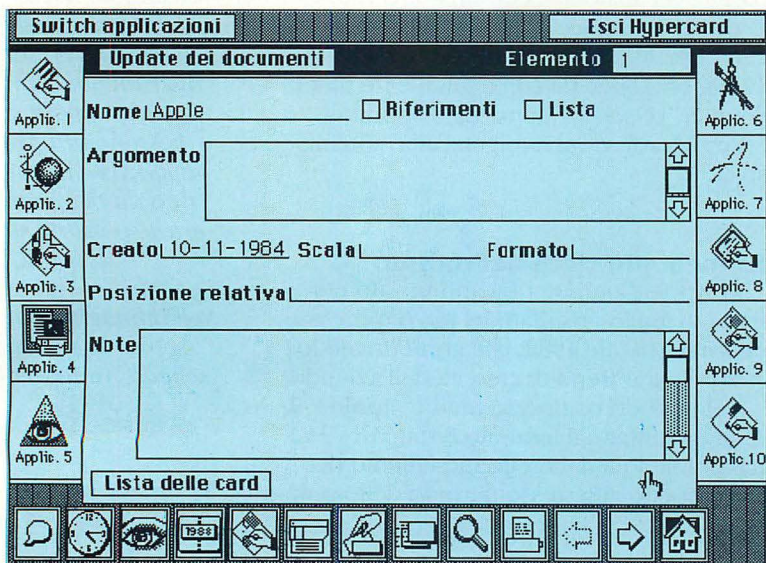 Switch applicazioni Esci Hypercard
Update dei documenti Elemento 1
Nome Apple Riferimenti Lista
Argomento
Creato 10-11-1984 Scala Formato
Posizione relativa
Note
Lista delle card
Applic. 1
Applic. 2
Applic. 3
Applic. 4
Applic. 5
Applic. 6
Applic. 7
Applic. 8
Applic. 9
Applic.10
1988